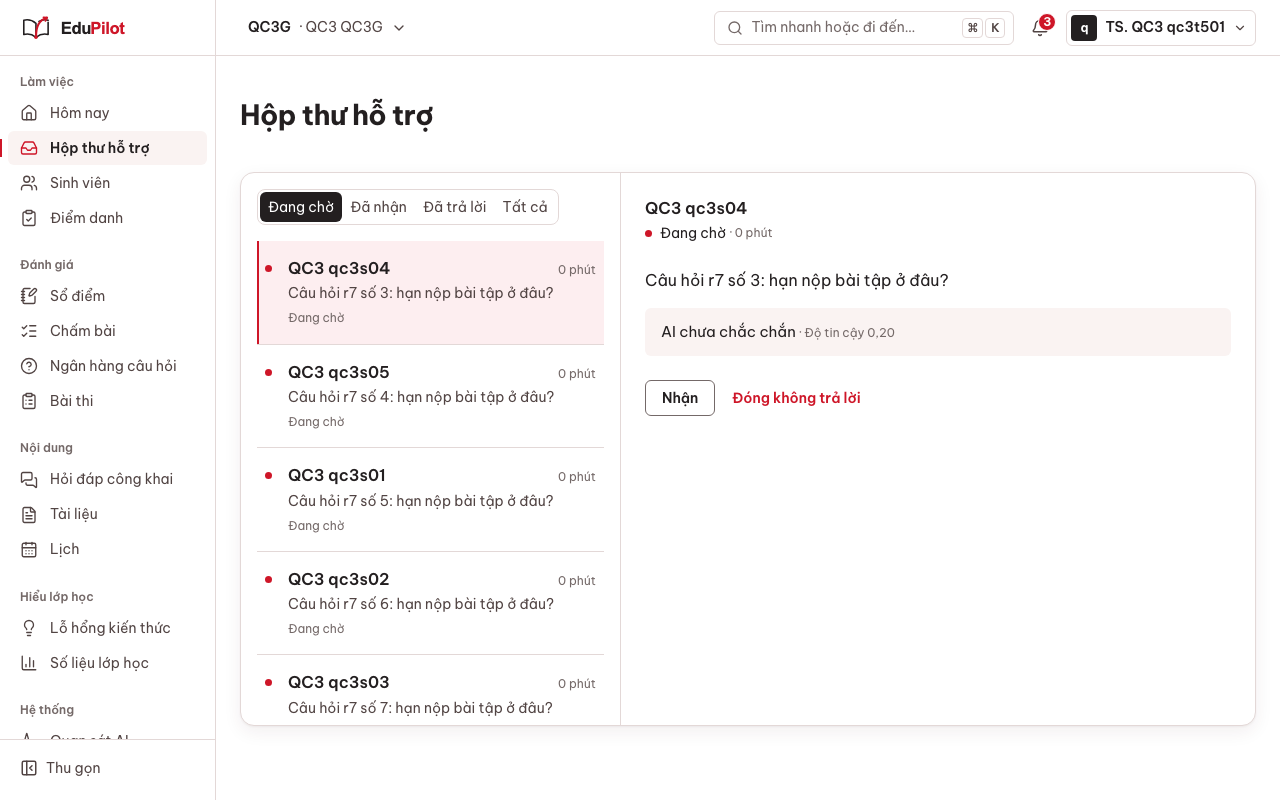 EduPilot
QC3G · QC3 QC3G
Tìm nhanh hoặc đi đến...
⌘ K
3
q TS. QC3 qc3t501
Làm việc
Hôm nay
Hộp thư hỗ trợ
Sinh viên
Điểm danh
Đánh giá
Sổ điểm
Chấm bài
Ngân hàng câu hỏi
Bài thi
Nội dung
Hỏi đáp công khai
Tài liệu
Lịch
Hiểu lớp học
Lỗ hổng kiến thức
Số liệu lớp học
Hệ thống
Quan sát AI
Thu gọn
Hộp thư hỗ trợ
Đang chờ Đã nhận Đã trả lời Tất cả
QC3 qc3s04 0 phút
Câu hỏi r7 số 3: hạn nộp bài tập ở đâu?
Đang chờ
QC3 qc3s05 0 phút
Câu hỏi r7 số 4: hạn nộp bài tập ở đâu?
Đang chờ
QC3 qc3s01 0 phút
Câu hỏi r7 số 5: hạn nộp bài tập ở đâu?
Đang chờ
QC3 qc3s02 0 phút
Câu hỏi r7 số 6: hạn nộp bài tập ở đâu?
Đang chờ
QC3 qc3s03 0 phút
Câu hỏi r7 số 7: hạn nộp bài tập ở đâu?
QC3 qc3s04
Đang chờ · 0 phút
Câu hỏi r7 số 3: hạn nộp bài tập ở đâu?
AI chưa chắc chắn · Độ tin cậy 0,20
Nhận Đóng không trả lời